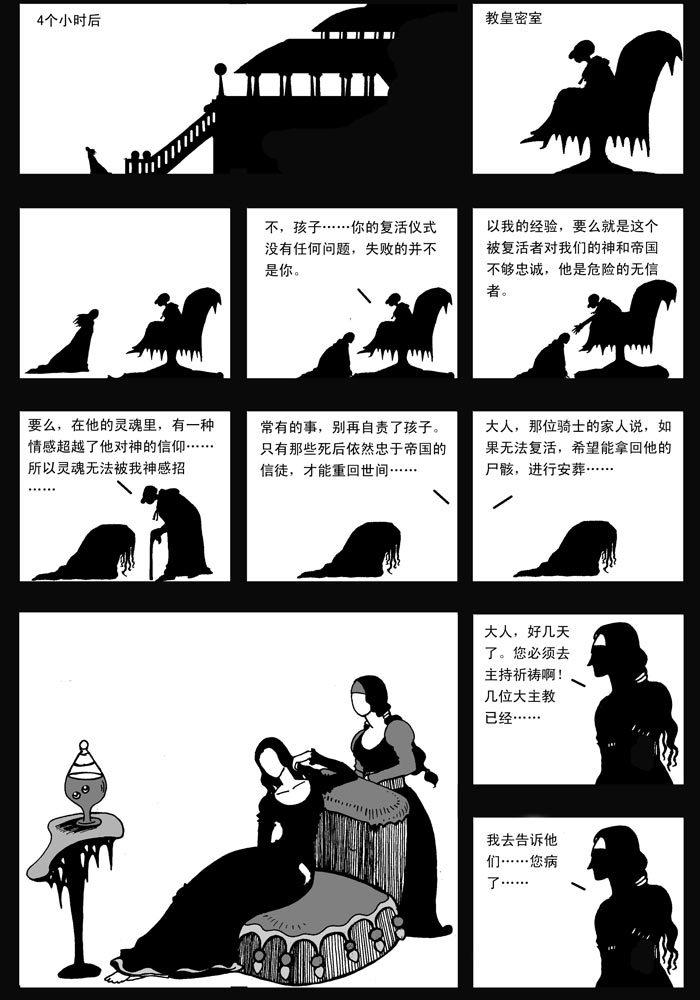 4个小时后
教皇密室
不，孩子……你的复活仪式
没有任何问题，失败的并不
是你。
以我的经验，要么就是这个
被复活者对我们的神和帝国
不够忠诚，他是危险的无信
者。
要么，在他的灵魂里，有一种
情感超越了他对神的信仰……
所以灵魂无法被我神感招
……
常有的事，别再自责了孩子。
只有那些死后依然忠于帝国的
信徒，才能重回世间……
大人，那位骑士的家人说，如
果无法复活，希望能拿回他的
尸骸，进行安葬……
大人，好几天
了。您必须去
主持祈祷啊！
几位大主教
已经……
我去告诉他
们……您病
了……